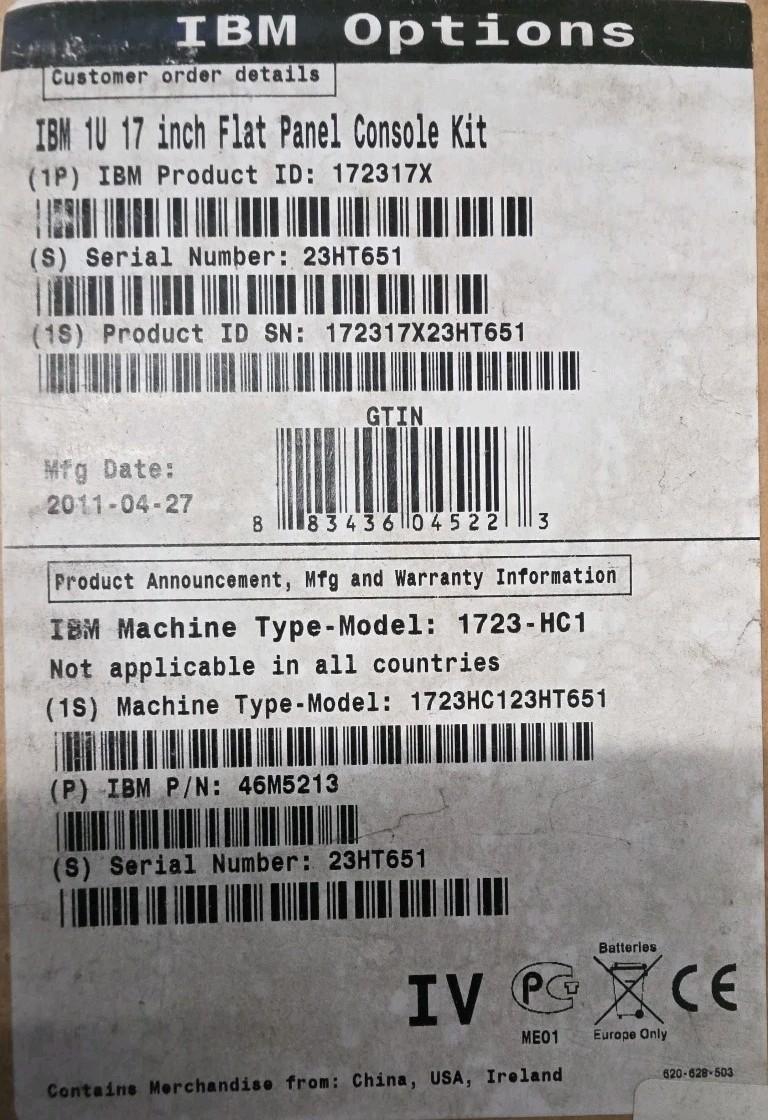 IBM Options
Customer order details
IBM 1U 17 inch Flat Panel Console Kit
(1P) IBM Product ID: 172317X
(S) Serial Number: 23HT651
(1S) Product ID SN: 172317X23HT651
GTIN
Mfg Date:
2011-04-27
8 83436 04522 3
Product Announcement, Mfg and Warranty Information
IBM Machine Type-Model: 1723-HC1
Not applicable in all countries
(1S) Machine Type-Model: 1723HC123HT651
(P) IBM P/N: 46M5213
(S) Serial Number: 23HT651
Batteries
IV PCT CE
ME01 Europe Only
Contains Merchandise from: China, USA, Ireland
620-628-503